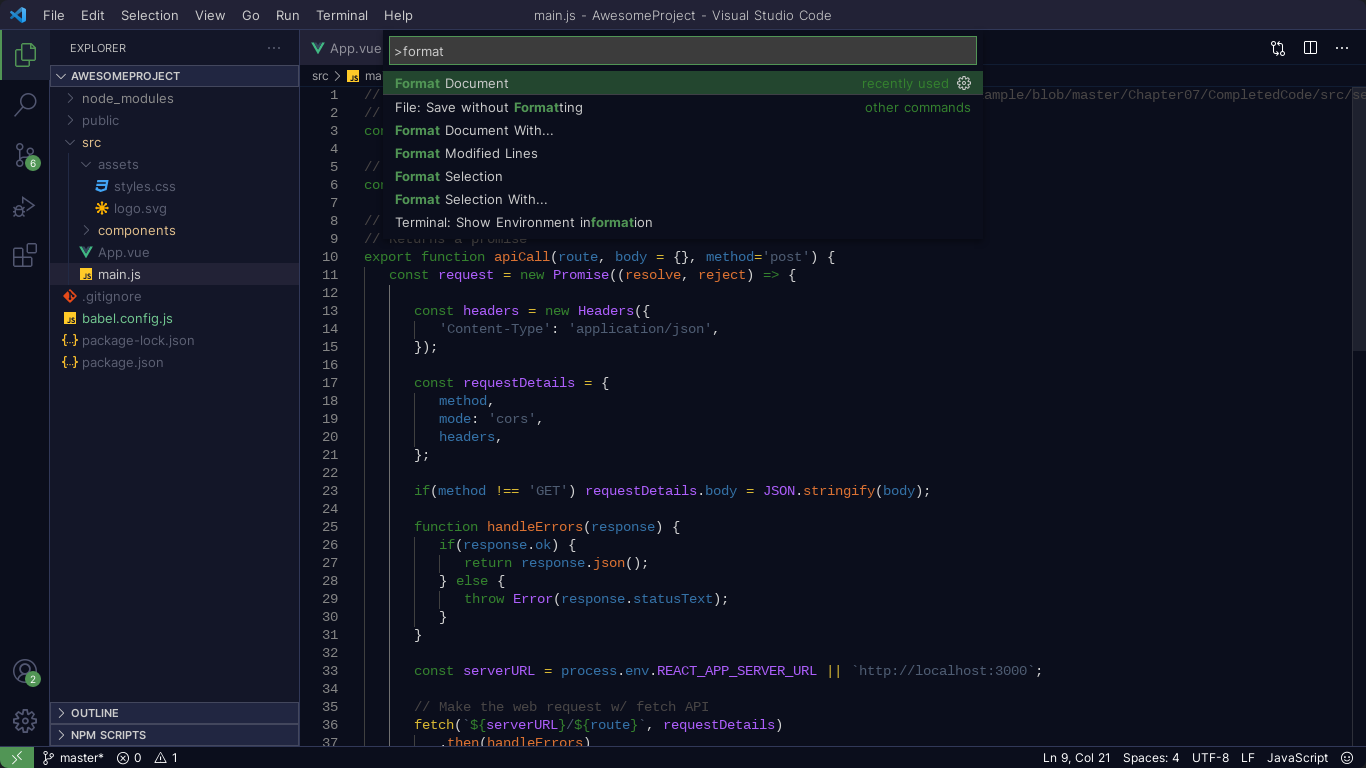 File Edit Selection View Go Run Terminal Help
main.js - AwesomeProject - Visual Studio Code
EXPLORER
AWESOMEPROJECT
node_modules
public
src
assets
styles.css
logo.svg
components
App.vue
main.js
.gitignore
babel.config.js
package-lock.json
package.json
OUTLINE
NPM SCRIPTS
6
2
App.vue
>format
src
JS
Format Document recently used
File: Save without Formatting other commands
Format Document With...
Format Modified Lines
Format Selection
Format Selection With...
Terminal: Show Environment information
1 // ample/blob/master/Chapter07/CompletedCode/src/se
2 //
3
4
5 //
6
7
8 //
9 // Returns a promise
10 export function apiCall(route, body = {}, method='post') {
11 const request = new Promise((resolve, reject) => {
12
13 const headers = new Headers({
14 'Content-Type': 'application/json',
15 });
16
17 const requestDetails = {
18 method,
19 mode: 'cors',
20 headers,
21 };
22
23 if(method !== 'GET') requestDetails.body = JSON.stringify(body);
24
25 function handleErrors(response) {
26 if(response.ok) {
27 return response.json();
28 } else {
29 throw Error(response.statusText);
30 }
31 }
32
33 const serverURL = process.env.REACT_APP_SERVER_URL || `http://localhost:3000`;
34
35 // Make the web request w/ fetch API
36 fetch(`${serverURL}/${route}`, requestDetails)
37 .then(handleErrors)
master* 0 1
Ln 9, Col 21 Spaces: 4 UTF-8 LF JavaScript